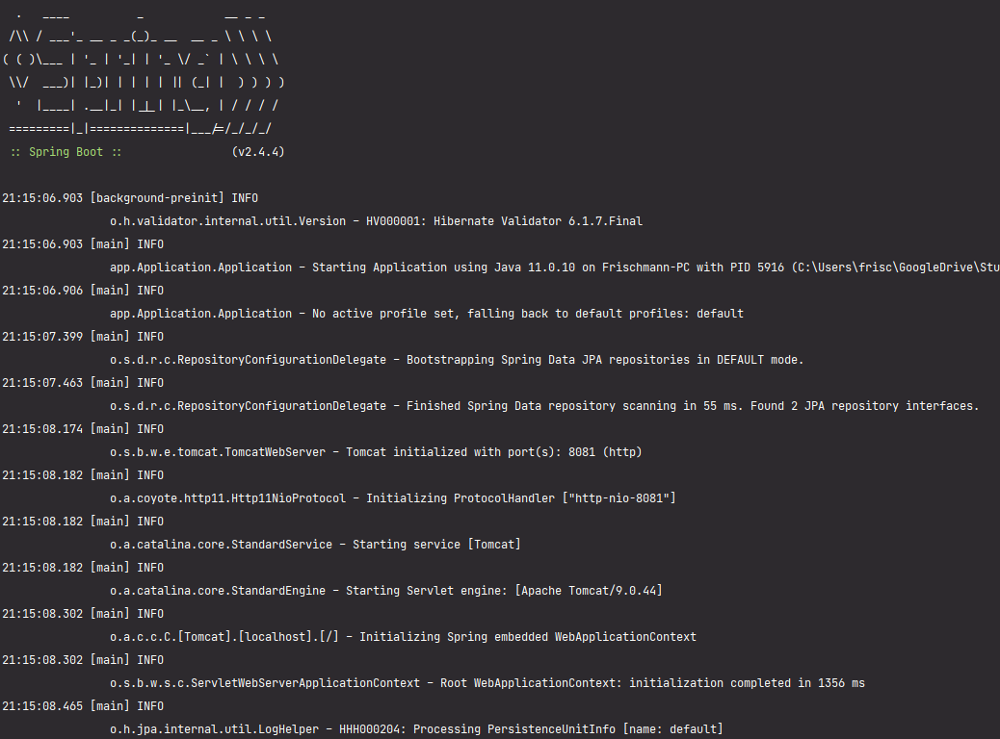 .   ____          _            __ _ _
 /\\ / ___'_ __ _ _(_)_ __  __ _ \ \ \ \
( ( )\___ | '_ | '_| | '_ \/ _` | \ \ \ \
 \\/  ___)| |_)| | | | | || (_| |  ) ) ) )
  '  |____| .__|_| |_|_| |_\__, | / / / /
 =========|_|==============|___/=/_/_/_/
 :: Spring Boot ::                (v2.4.4)
21:15:06.903 [background-preinit] INFO
o.h.validator.internal.util.Version - HV000001: Hibernate Validator 6.1.7.Final
21:15:06.903 [main] INFO
app.Application.Application - Starting Application using Java 11.0.10 on Frischmann-PC with PID 5916 (C:\Users\frisc\GoogleDrive\Stu
21:15:06.906 [main] INFO
app.Application.Application - No active profile set, falling back to default profiles: default
21:15:07.399 [main] INFO
o.s.d.r.c.RepositoryConfigurationDelegate - Bootstrapping Spring Data JPA repositories in DEFAULT mode.
21:15:07.463 [main] INFO
o.s.d.r.c.RepositoryConfigurationDelegate - Finished Spring Data repository scanning in 55 ms. Found 2 JPA repository interfaces.
21:15:08.174 [main] INFO
o.s.b.w.e.tomcat.TomcatWebServer - Tomcat initialized with port(s): 8081 (http)
21:15:08.182 [main] INFO
o.a.coyote.http11.Http11NioProtocol - Initializing ProtocolHandler ["http-nio-8081"]
21:15:08.182 [main] INFO
o.a.catalina.core.StandardService - Starting service [Tomcat]
21:15:08.182 [main] INFO
o.a.catalina.core.StandardEngine - Starting Servlet engine: [Apache Tomcat/9.0.44]
21:15:08.302 [main] INFO
o.a.c.c.C.[Tomcat].[localhost].[/] - Initializing Spring embedded WebApplicationContext
21:15:08.302 [main] INFO
o.s.b.w.s.c.ServletWebServerApplicationContext - Root WebApplicationContext: initialization completed in 1356 ms
21:15:08.465 [main] INFO
o.h.jpa.internal.util.LogHelper - HHH000204: Processing PersistenceUnitInfo [name: default]